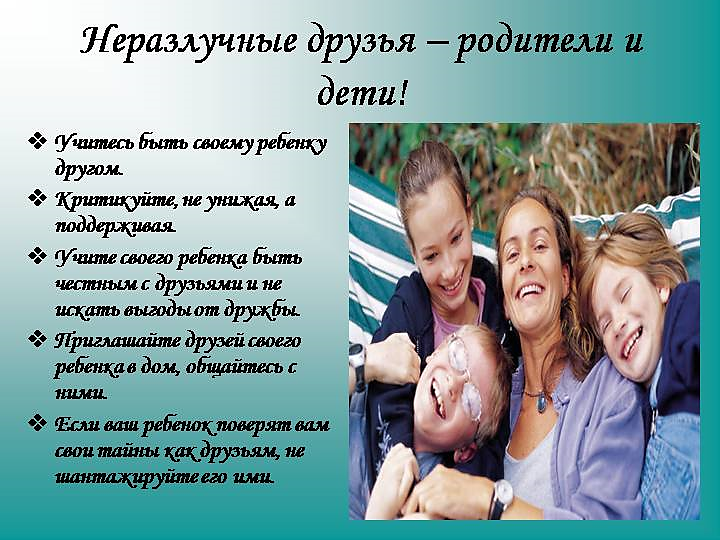 Неразлучные друзья – родители и
дети!
❖ Учитесь быть своему ребенку
другом.
❖ Критикуйте, не унижая, а
поддерживая.
❖ Учите своего ребенка быть
честным с друзьями и не
искать выгоды от дружбы.
❖ Приглашайте друзей своего
ребенка в дом, общайтесь с
ними.
❖ Если ваш ребенок поверят вам
свои тайны как друзьям, не
шантажируйте его ими.